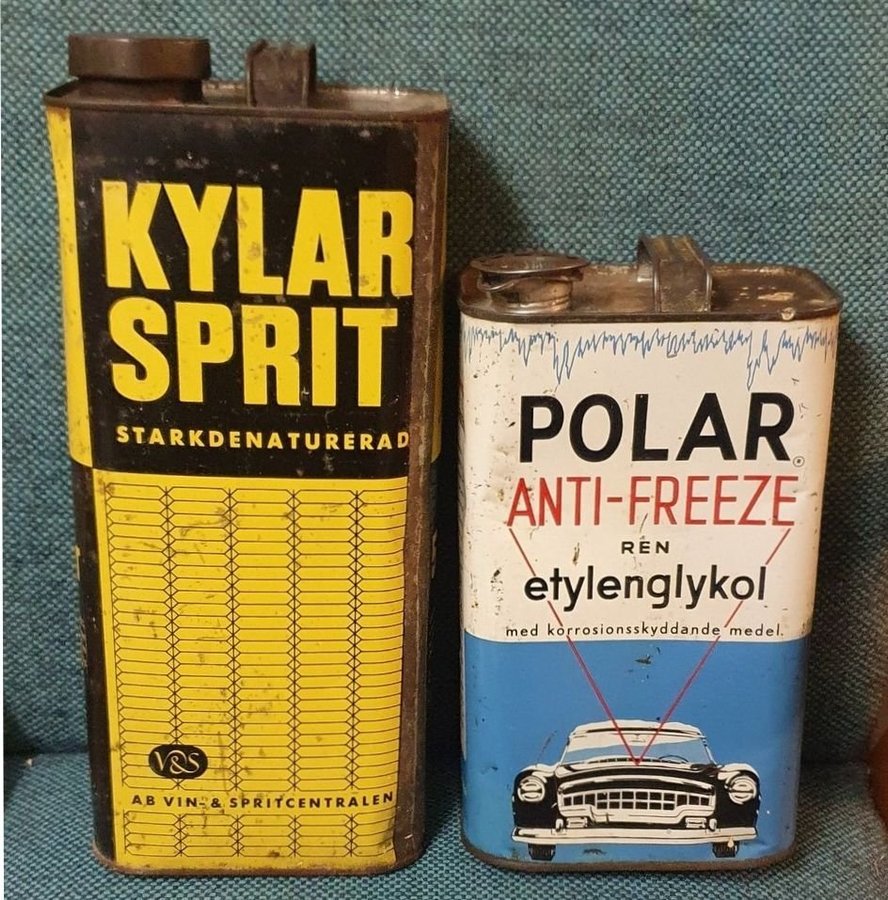 KYLAR
SPRIT
STARKDENATURERAD
V&S
AB VIN- & SPRITCENTRALEN
POLAR®
ANTI-FREEZE
REN
etylenglykol
med korrosionsskyddande medel.